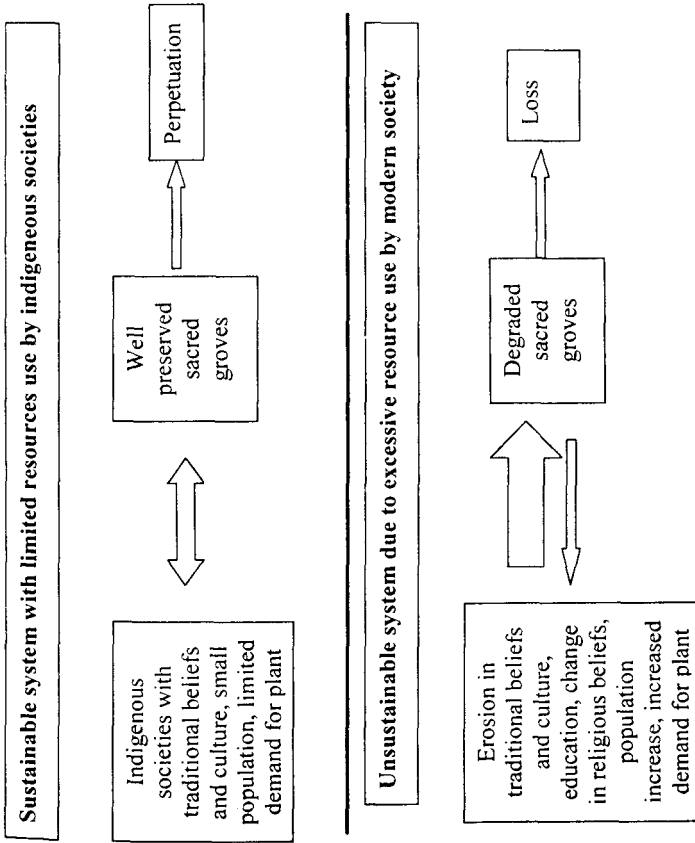 Sustainable system with limited resources use by indigeneous societies
Indigenous
societies with
traditional beliefs
and culture, small
population, limited
demand for plant
Well
preserved
sacred
groves
Perpetuation
Unsustainable system due to excessive resource use by modern society
Erosion in
traditional beliefs
and culture,
education, change
in religious beliefs,
population
increase, increased
demand for plant
Degraded
sacred
groves
Loss